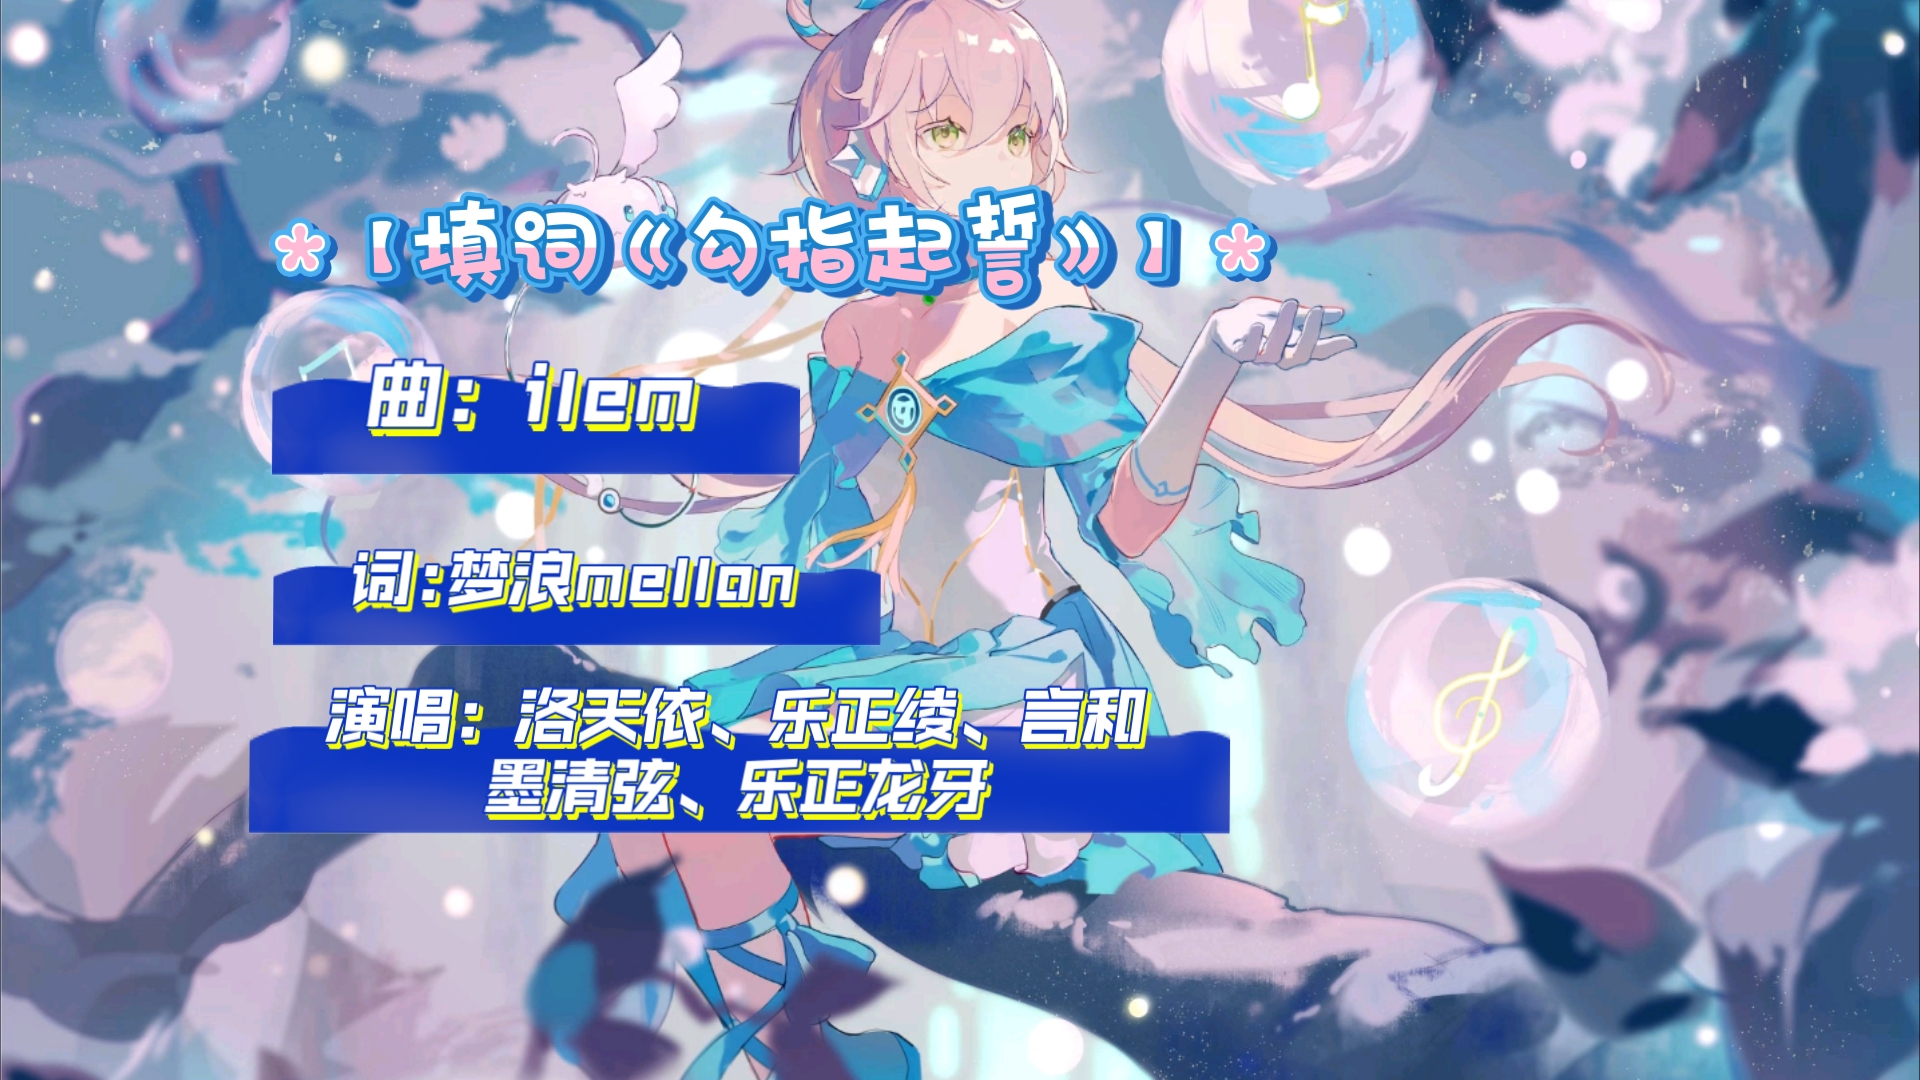 *【填词《勾指起誓》】*
曲：ilem
词:梦浪mellon
演唱：洛天依、乐正绫、言和
墨清弦、乐正龙牙